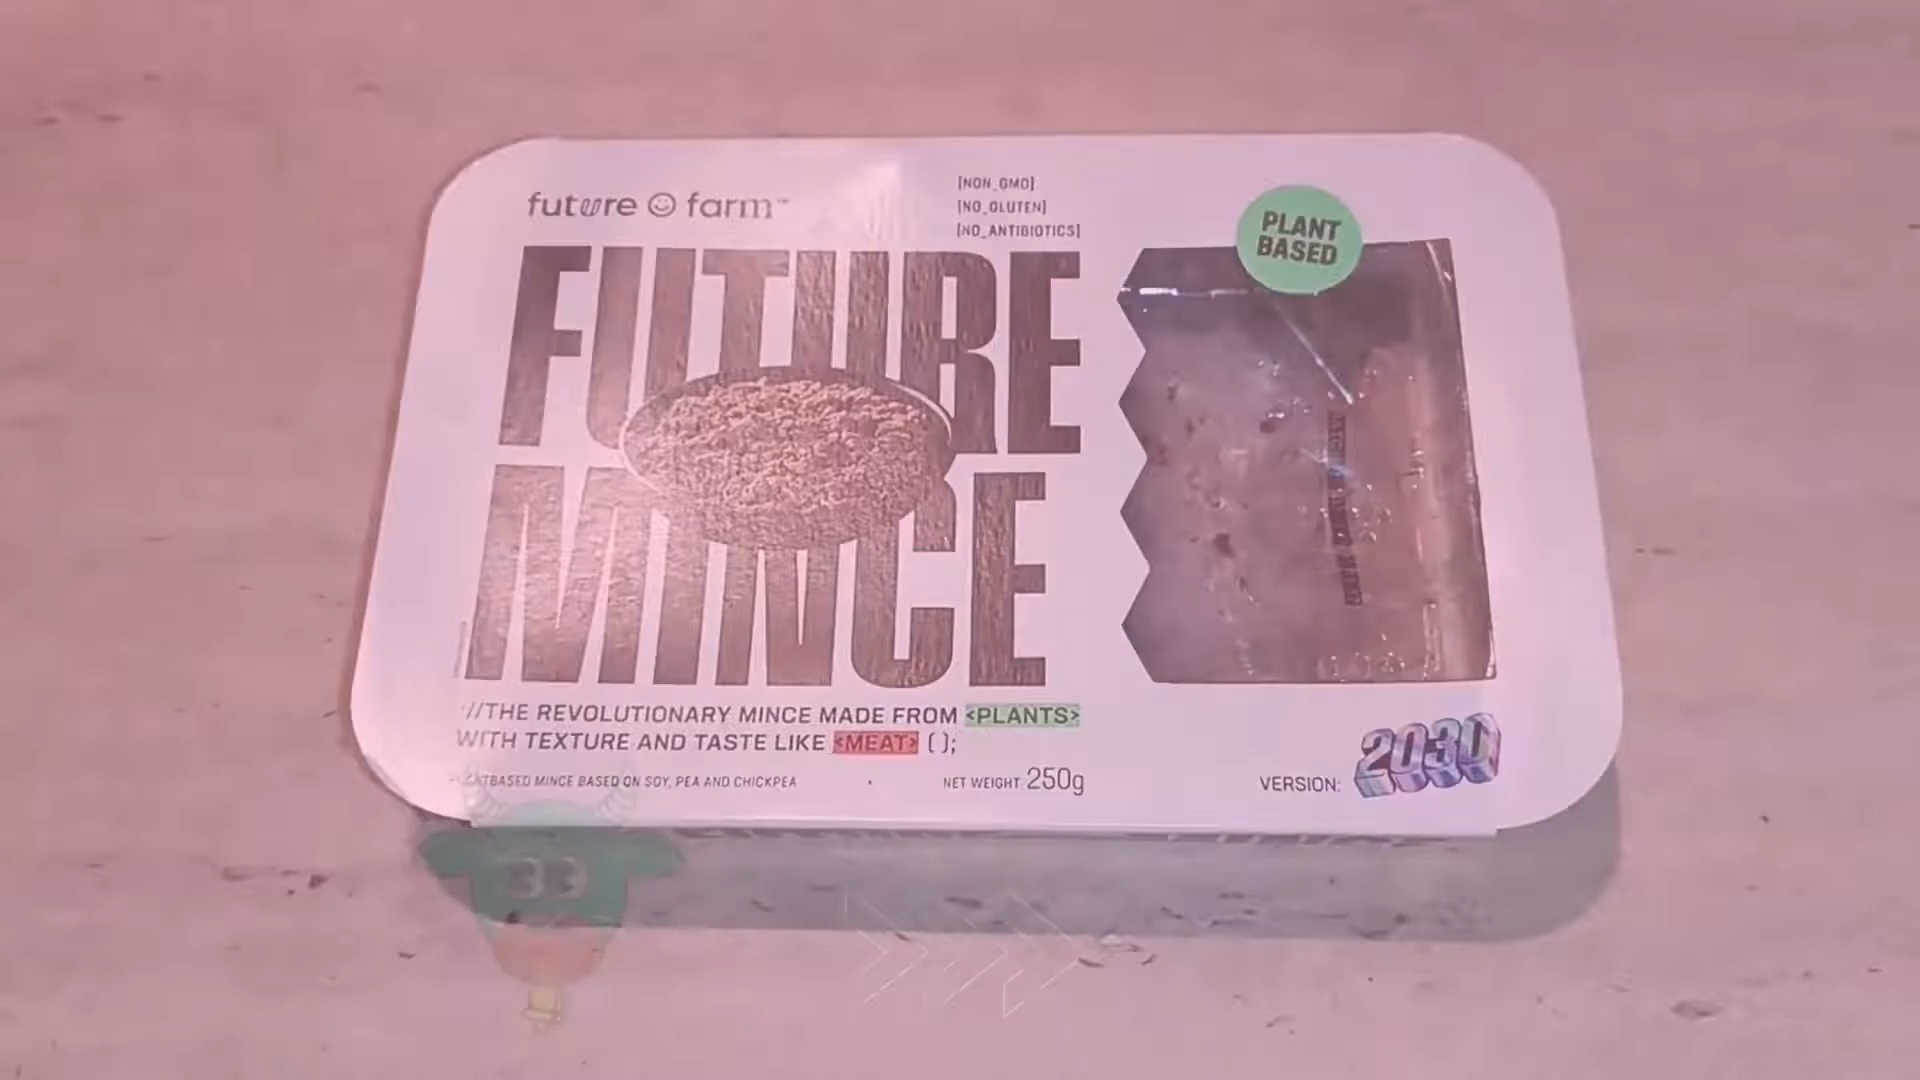 future farm™
[NON_GMO]
[NO_GLUTEN]
[NO_ANTIBIOTICS]
PLANT
BASED
FUTURE
MINCE
//THE REVOLUTIONARY MINCE MADE FROM <PLANTS>
WITH TEXTURE AND TASTE LIKE <MEAT> ();
MINCE BASED ON SOY, PEA AND CHICKPEA
NET WEIGHT 250g
VERSION: 2030